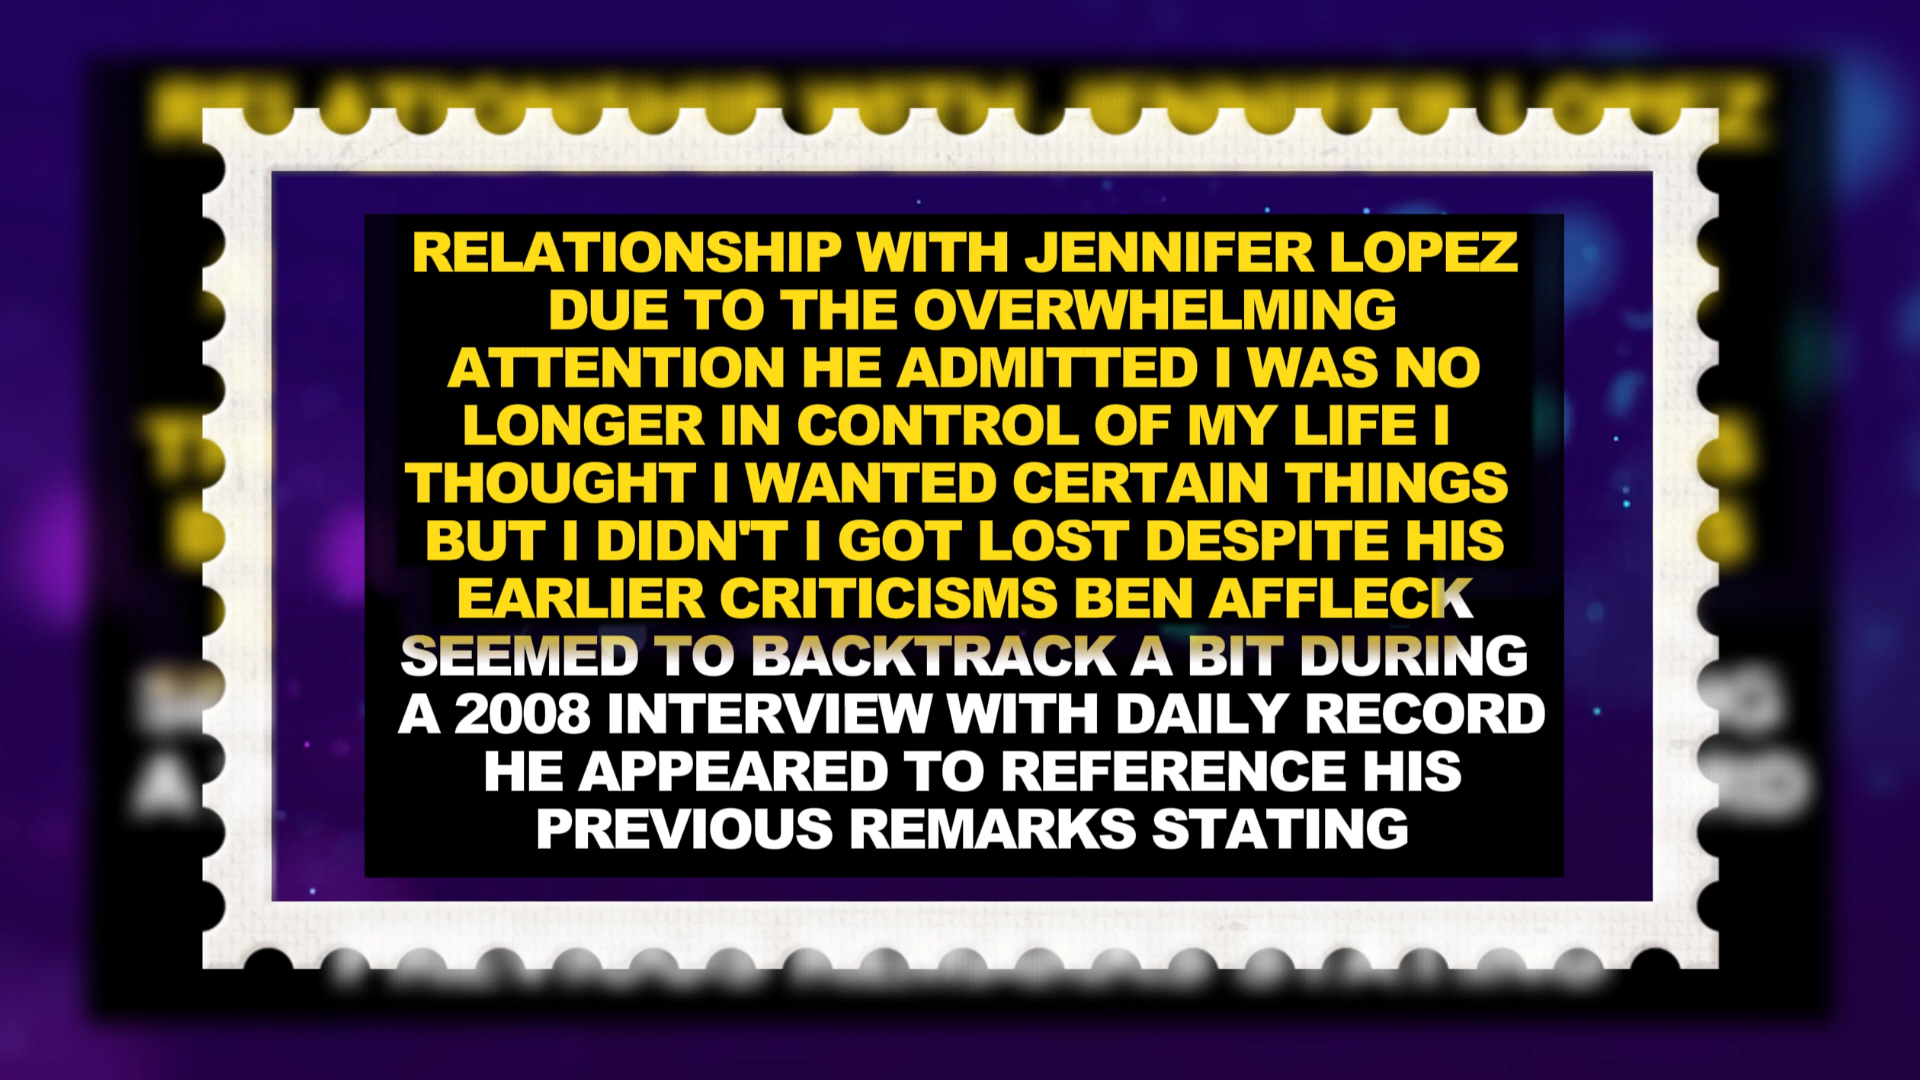 RELATIONSHIP WITH JENNIFER LOPEZ
DUE TO THE OVERWHELMING
ATTENTION HE ADMITTED I WAS NO
LONGER IN CONTROL OF MY LIFE I
THOUGHT I WANTED CERTAIN THINGS
BUT I DIDN'T I GOT LOST DESPITE HIS
EARLIER CRITICISMS BEN AFFLECK
SEEMED TO BACKTRACK A BIT DURING
A 2008 INTERVIEW WITH DAILY RECORD
HE APPEARED TO REFERENCE HIS
PREVIOUS REMARKS STATING